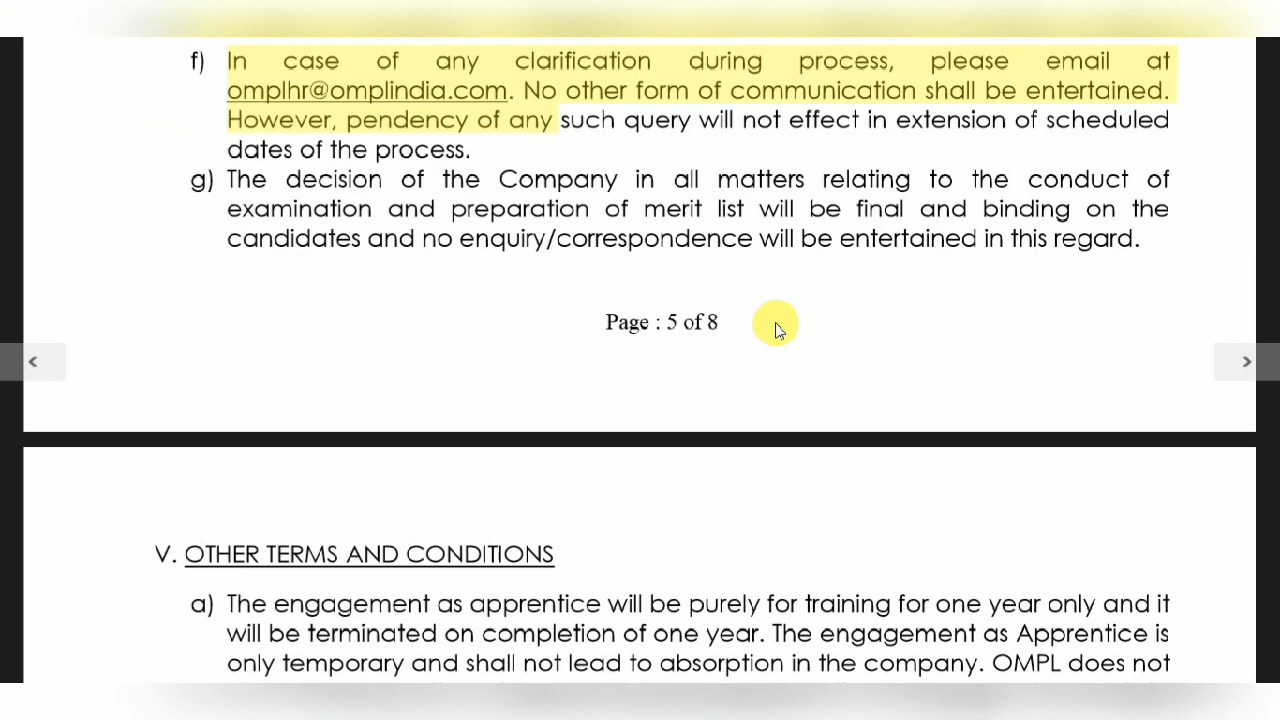 f) In case of any clarification during process, please email at
omplhr@omplindia.com. No other form of communication shall be entertained.
However, pendency of any such query will not effect in extension of scheduled
dates of the process.
g) The decision of the Company in all matters relating to the conduct of
examination and preparation of merit list will be final and binding on the
candidates and no enquiry/correspondence will be entertained in this regard.
Page : 5 of 8
V. OTHER TERMS AND CONDITIONS
a) The engagement as apprentice will be purely for training for one year only and it
will be terminated on completion of one year. The engagement as Apprentice is
only temporary and shall not lead to absorption in the company. OMPL does not